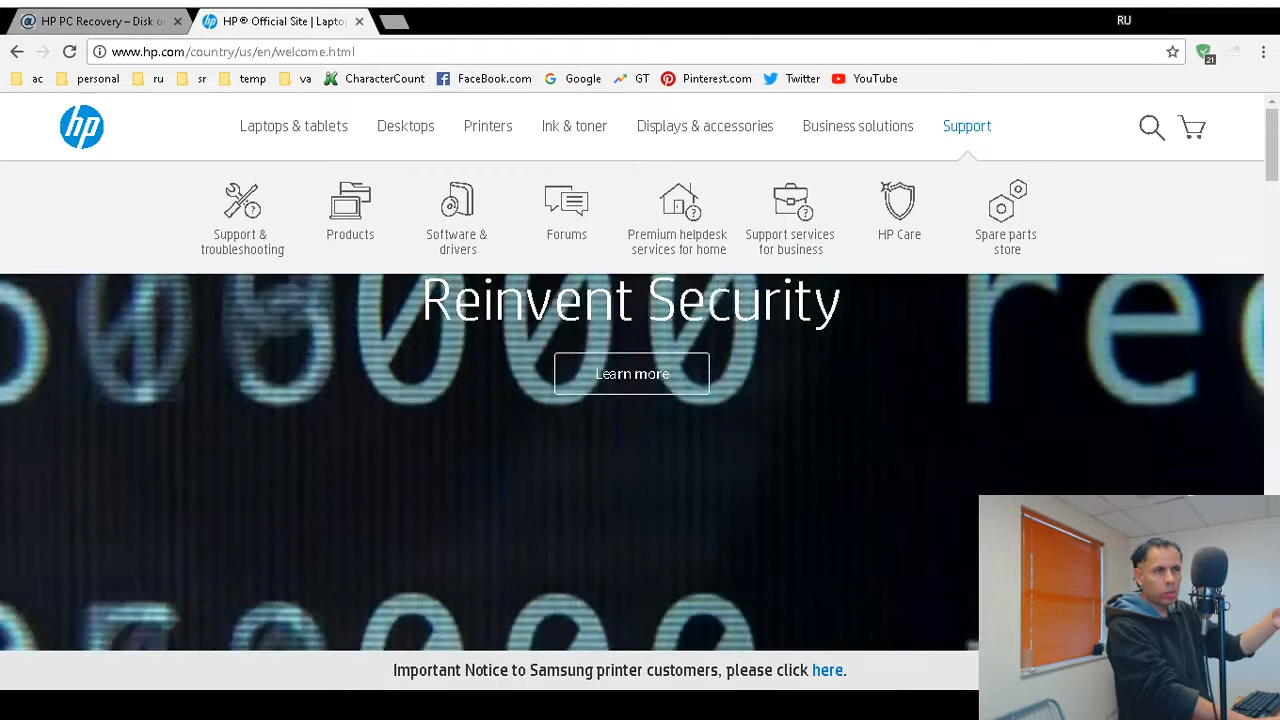 RU
HP PC Recovery – Disk o
HP® Official Site | Lapto
www.hp.com/country/us/en/welcome.html
21
ac personal ru sr temp va CharacterCount FaceBook.com Google GT Pinterest.com Twitter YouTube
hp
Laptops & tablets Desktops Printers Ink & toner Displays & accessories Business solutions Support
Support &
troubleshooting
Products
Software &
drivers
Forums
Premium helpdesk
services for home
Support services
for business
HP Care
Spare parts
store
Reinvent Security
Learn more
Important Notice to Samsung printer customers, please click here.